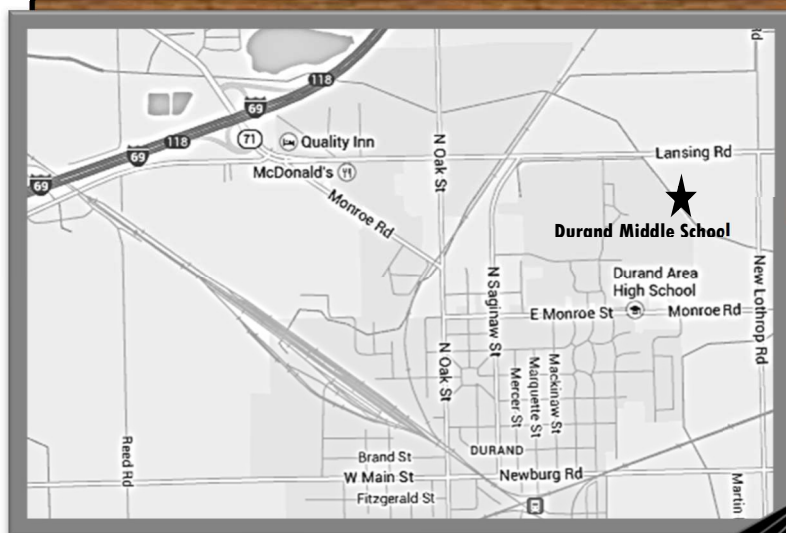 Rd
118
69
71
Quality Inn
118
69
McDonald's
69
N Oak St
Lansing Rd
Monroe Rd
Durand Middle School
Durand Area
High School
N Saginaw St
E Monroe St
Monroe Rd
New Lothrop Rd
N Oak St
Mercer St
Marquette St
Mackinaw St
Reed Rd
Brand St
DURAND
W Main St
Newburg Rd
Fitzgerald St
Martin